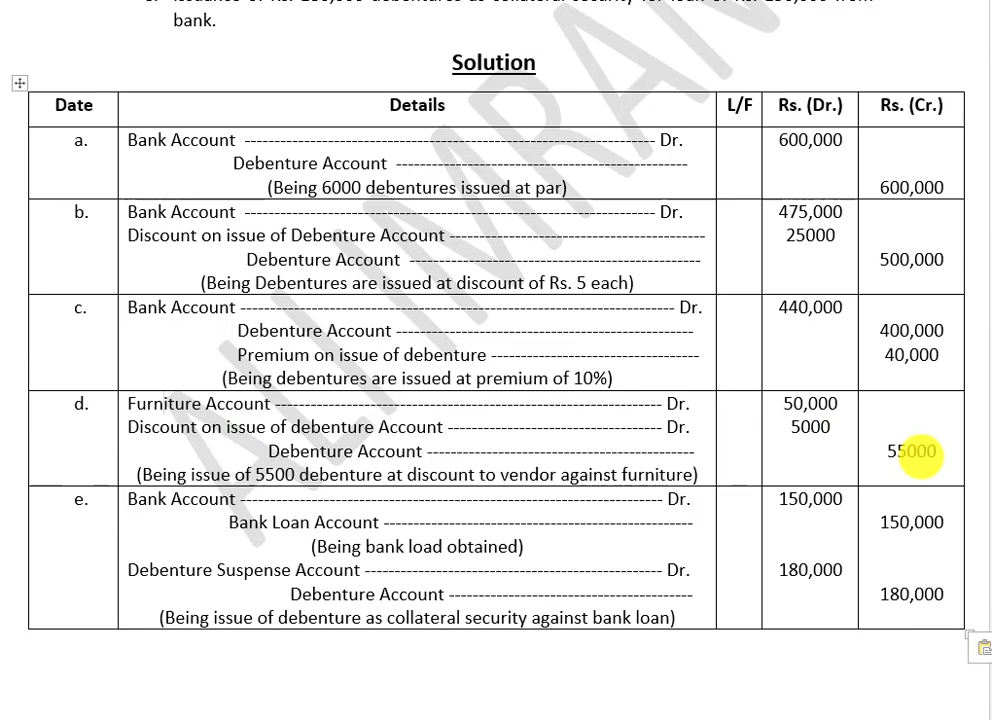 bank.
Solution
Date Details L/F Rs. (Dr.) Rs. (Cr.)
a. Bank Account ---------------------------------------------------------------------- Dr. 600,000
Debenture Account -------------------------------------------------
(Being 6000 debentures issued at par) 600,000
b. Bank Account ---------------------------------------------------------------------- Dr. 475,000
Discount on issue of Debenture Account ------------------------------------------- 25000
Debenture Account ------------------------------------------------- 500,000
(Being Debentures are issued at discount of Rs. 5 each)
c. Bank Account ------------------------------------------------------------------------- Dr. 440,000
Debenture Account -------------------------------------------------- 400,000
Premium on issue of debenture ----------------------------------- 40,000
(Being debentures are issued at premium of 10%)
d. Furniture Account ----------------------------------------------------------------- Dr. 50,000
Discount on issue of debenture Account ------------------------------------ Dr. 5000
Debenture Account --------------------------------------------- 55000
(Being issue of 5500 debenture at discount to vendor against furniture)
e. Bank Account ----------------------------------------------------------------------- Dr. 150,000
Bank Loan Account ---------------------------------------------------- 150,000
(Being bank load obtained)
Debenture Suspense Account -------------------------------------------------- Dr. 180,000
Debenture Account ----------------------------------------- 180,000
(Being issue of debenture as collateral security against bank loan)
ALI IMRAN